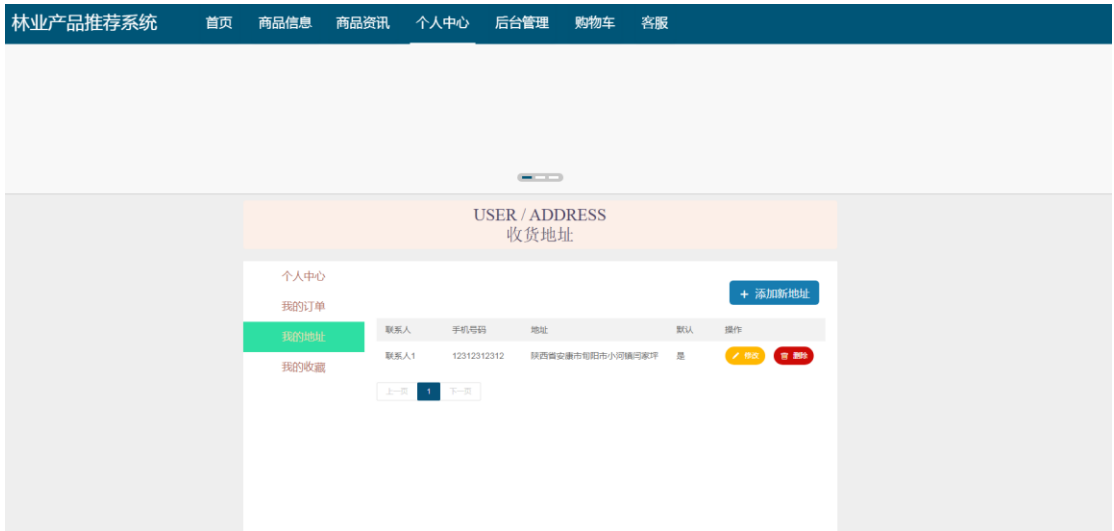 林业产品推荐系统 首页 商品信息 商品资讯 个人中心 后台管理 购物车 客服
USER / ADDRESS
收货地址
个人中心
+ 添加新地址
我的订单
我的地址
联系人 手机号码 地址 默认 操作
联系人1 12312312312 陕西省安康市旬阳市小河镇闫家坪 是 修改 删除
我的收藏
上一页 1 下一页